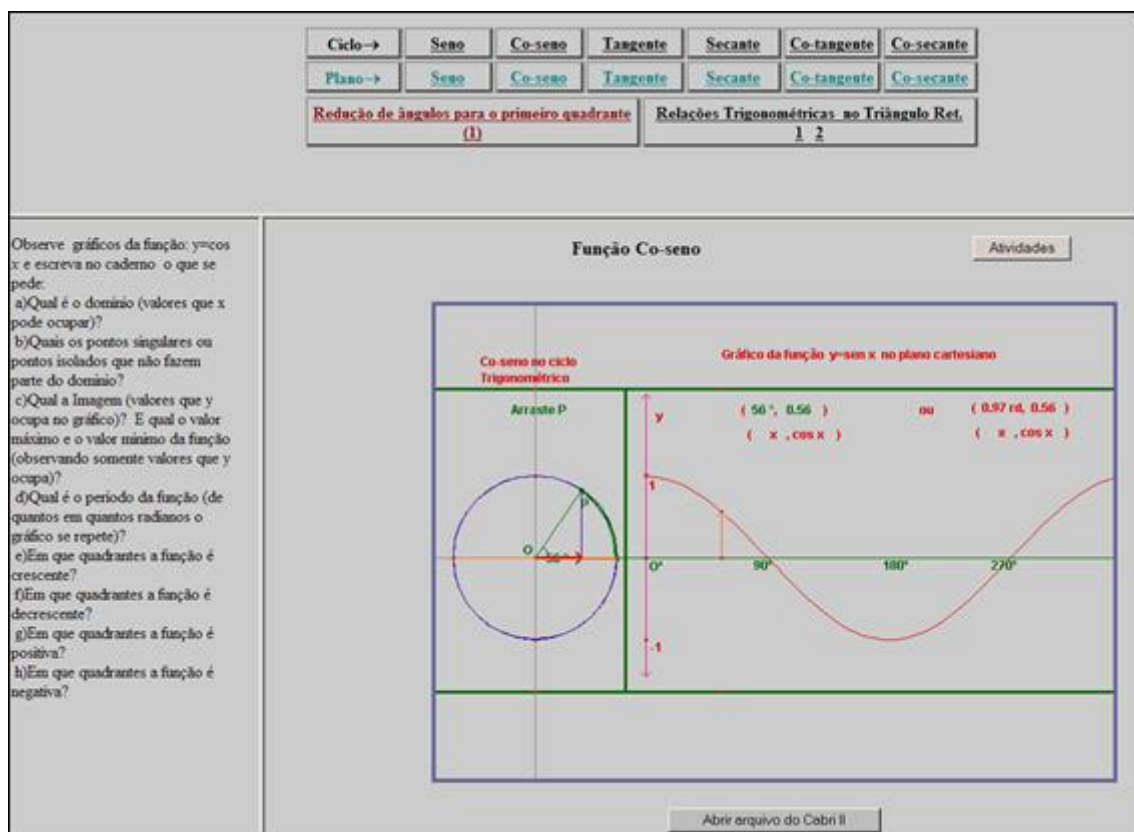 Ciclo→ Seno Co-seno Tangente Secante Co-tangente Co-secante
Plano→ Seno Co-seno Tangente Secante Co-tangente Co-secante
Redução de ângulos para o primeiro quadrante
(1)
Relações Trigonométricas no Triângulo Ret.
1 2
Observe gráficos da função: y=cos
x e escreva no caderno o que se
pede:
a)Qual é o domínio (valores que x
pode ocupar)?
b)Quais os pontos singulares ou
pontos isolados que não fazem
parte do domínio?
c)Qual a Imagem (valores que y
ocupa no gráfico)? E qual o valor
máximo e o valor mínimo da função
(observando somente valores que y
ocupa)?
d)Qual é o período da função (de
quantos em quantos radianos o
gráfico se repete)?
e)Em que quadrantes a função é
crescente?
f)Em que quadrantes a função é
decrescente?
g)Em que quadrantes a função é
positiva?
h)Em que quadrantes a função é
negativa?
Função Co-seno
Atividades
Co-seno no ciclo
Trigonométrico
Gráfico da função y=sen x no plano cartesiano
Arraste P
y
( 56 °, 0.56 ) ou ( 0.97 rd, 0.56 )
( x , cos x ) ( x , cos x )
1
P
O
56 °
0° 90° 180° 270°
-1
Abrir arquivo do Cabri II